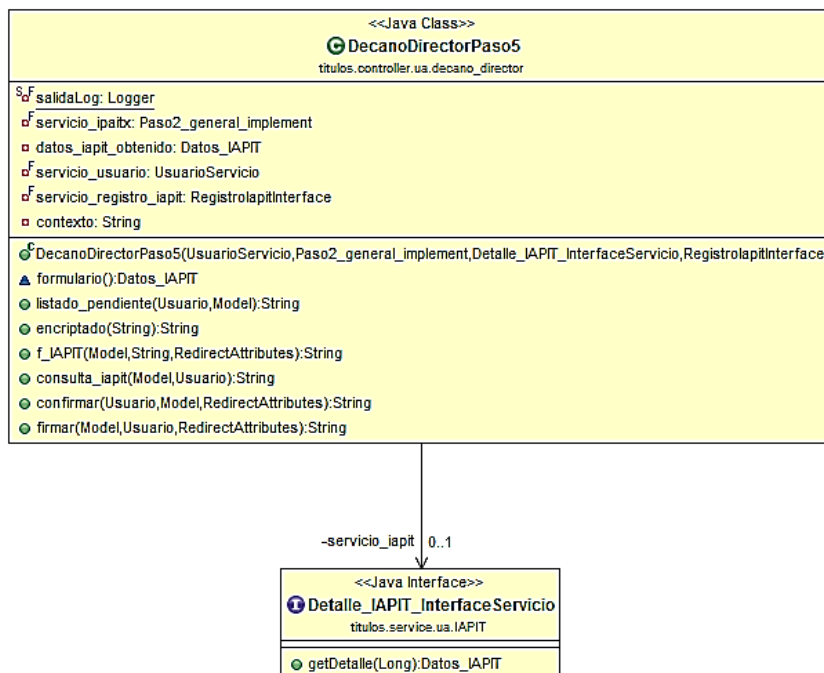 <<Java Class>>
DecanoDirectorPaso5
titulos.controller.ua.decano_director
salidaLog: Logger
servicio_ipaitx: Paso2_general_implement
datos_iapit_obtenido: Datos_IAPIT
servicio_usuario: UsuarioServicio
servicio_registro_iapit: RegistroIapitInterface
contexto: String
DecanoDirectorPaso5(UsuarioServicio,Paso2_general_implement,Detalle_IAPIT_InterfaceServicio,RegistroIapitInterface
formulario():Datos_IAPIT
listado_pendiente(Usuario,Model):String
encriptado(String):String
f_IAPIT(Model,String,RedirectAttributes):String
consulta_iapit(Model,Usuario):String
confirmar(Usuario,Model,RedirectAttributes):String
firmar(Model,Usuario,RedirectAttributes):String
-servicio_iapit 0..1
<<Java Interface>>
Detalle_IAPIT_InterfaceServicio
titulos.service.ua.IAPIT
getDetalle(Long):Datos_IAPIT